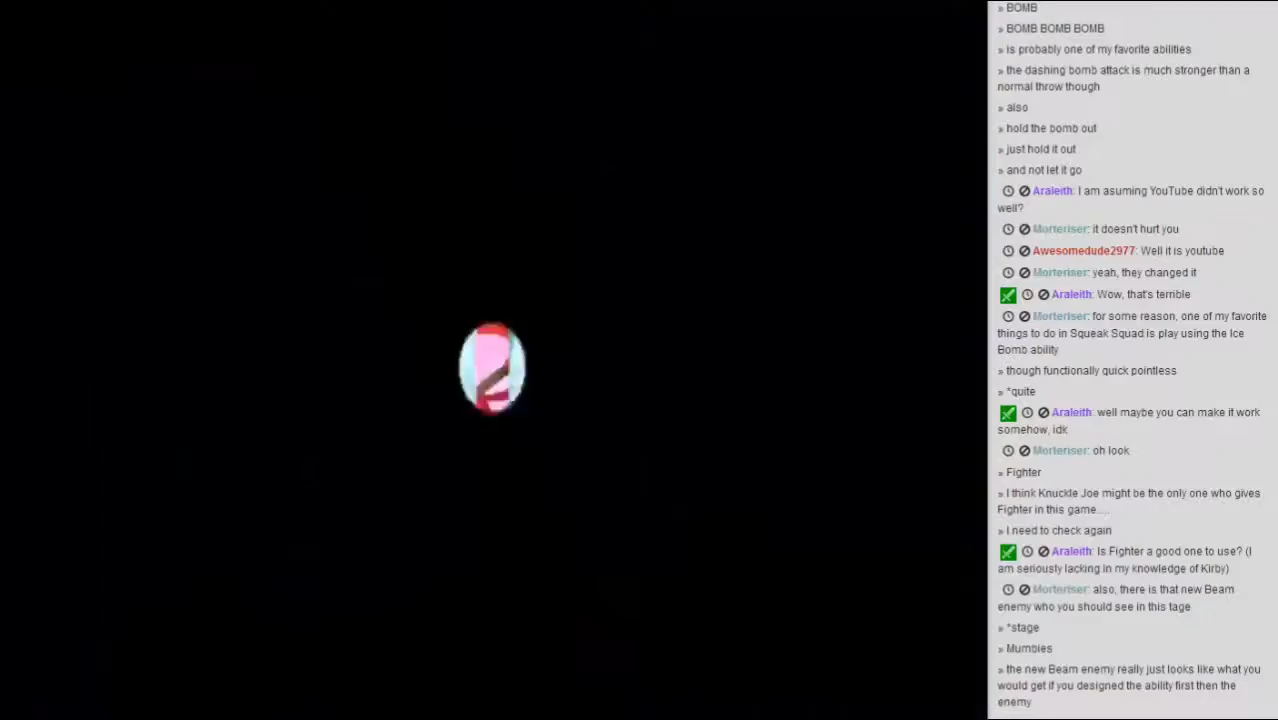 » BOMB
» BOMB BOMB BOMB
» is probably one of my favorite abilities
» the dashing bomb attack is much stronger than a
normal throw though
» also
» hold the bomb out
» just hold it out
» and not let it go
Araleith: I am asuming YouTube didn't work so
well?
Morteriser: it doesn't hurt you
Awesomedude2977: Well it is youtube
Morteriser: yeah, they changed it
Araleith: Wow, that's terrible
Morteriser: for some reason, one of my favorite
things to do in Squeak Squad is play using the Ice
Bomb ability
» though functionally quick pointless
» *quite
Araleith: well maybe you can make it work
somehow, idk
Morteriser: oh look
» Fighter
» I think Knuckle Joe might be the only one who gives
Fighter in this game....
» I need to check again
Araleith: Is Fighter a good one to use? (I
am seriously lacking in my knowledge of Kirby)
Morteriser: also, there is that new Beam
enemy who you should see in this tage
» *stage
» Mumbies
» the new Beam enemy really just looks like what you
would get if you designed the ability first then the
enemy